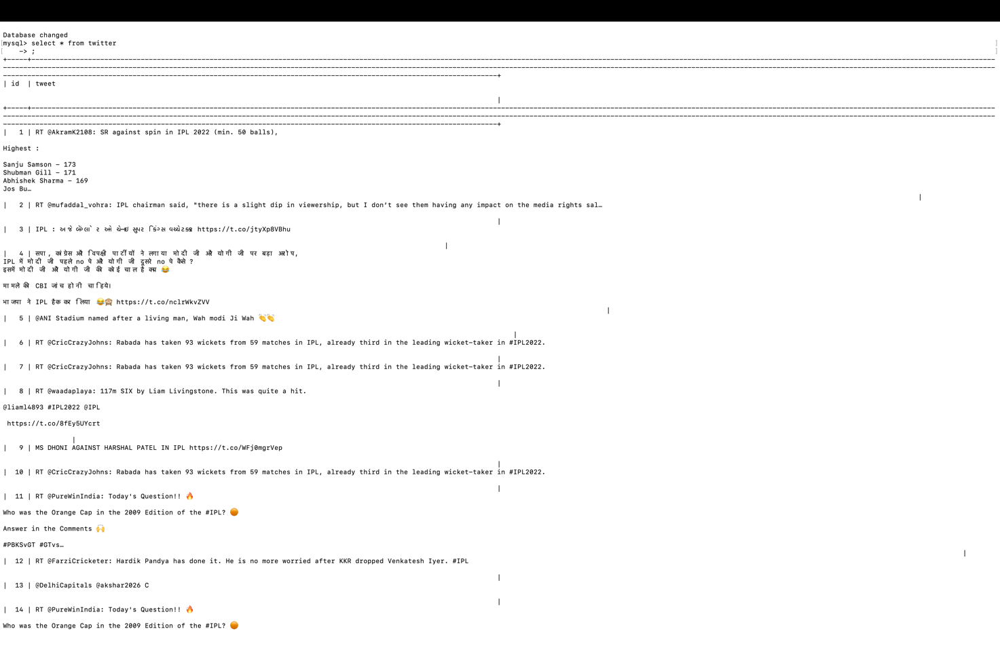 Database changed
mysql> select * from twitter
    -> ;
| id  | tweet
|
|   1 | RT @AkramK2108: SR against spin in IPL 2022 (min. 50 balls),
Highest :
Sanju Samson - 173
Shubman Gill - 171
Abhishek Sharma - 169
Jos Bu…
|
|   2 | RT @mufaddal_vohra: IPL chairman said, "there is a slight dip in viewership, but I don’t see them having any impact on the media rights sal…
|
|   3 | IPL : આજે બેંગ્લોર અને ચેન્નાઇ સુપર કિંગ્સ વચ્ચે ટક્કર https://t.co/jtyXp8VBhu
|
|   4 | सपा, कांग्रेस और विपक्षी पार्टीयों ने लगाया मोदी जी और योगी जी पर बड़ा आरोप,
IPL में मोदी जी पहले no पे और योगी जी दूसरे no पे कैसे ?
इसमें मोदी जी और योगी जी की कोई चाल है क्या 😂
मामले की CBI जांच होनी चाहिये।
भाजपा ने IPL हैक कर लिया 😂🙈 https://t.co/nclrWkvZVV
|
|   5 | @ANI Stadium named after a living man, Wah modi Ji Wah 👏👏
|
|   6 | RT @CricCrazyJohns: Rabada has taken 93 wickets from 59 matches in IPL, already third in the leading wicket-taker in #IPL2022.
|
|   7 | RT @CricCrazyJohns: Rabada has taken 93 wickets from 59 matches in IPL, already third in the leading wicket-taker in #IPL2022.
|
|   8 | RT @waadaplaya: 117m SIX by Liam Livingstone. This was quite a hit.
@liaml4893 #IPL2022 @IPL
https://t.co/8fEy5UYcrt
|
|   9 | MS DHONI AGAINST HARSHAL PATEL IN IPL https://t.co/WFj0mgrVep
|
|  10 | RT @CricCrazyJohns: Rabada has taken 93 wickets from 59 matches in IPL, already third in the leading wicket-taker in #IPL2022.
|
|  11 | RT @PureWinIndia: Today's Question!! 🔥
Who was the Orange Cap in the 2009 Edition of the #IPL? 🟠
Answer in the Comments 🙌
#PBKSvGT #GTvs…
|
|  12 | RT @FarziCricketer: Hardik Pandya has done it. He is no more worried after KKR dropped Venkatesh Iyer. #IPL
|
|  13 | @DelhiCapitals @akshar2026 C
|
|  14 | RT @PureWinIndia: Today's Question!! 🔥
Who was the Orange Cap in the 2009 Edition of the #IPL? 🟠